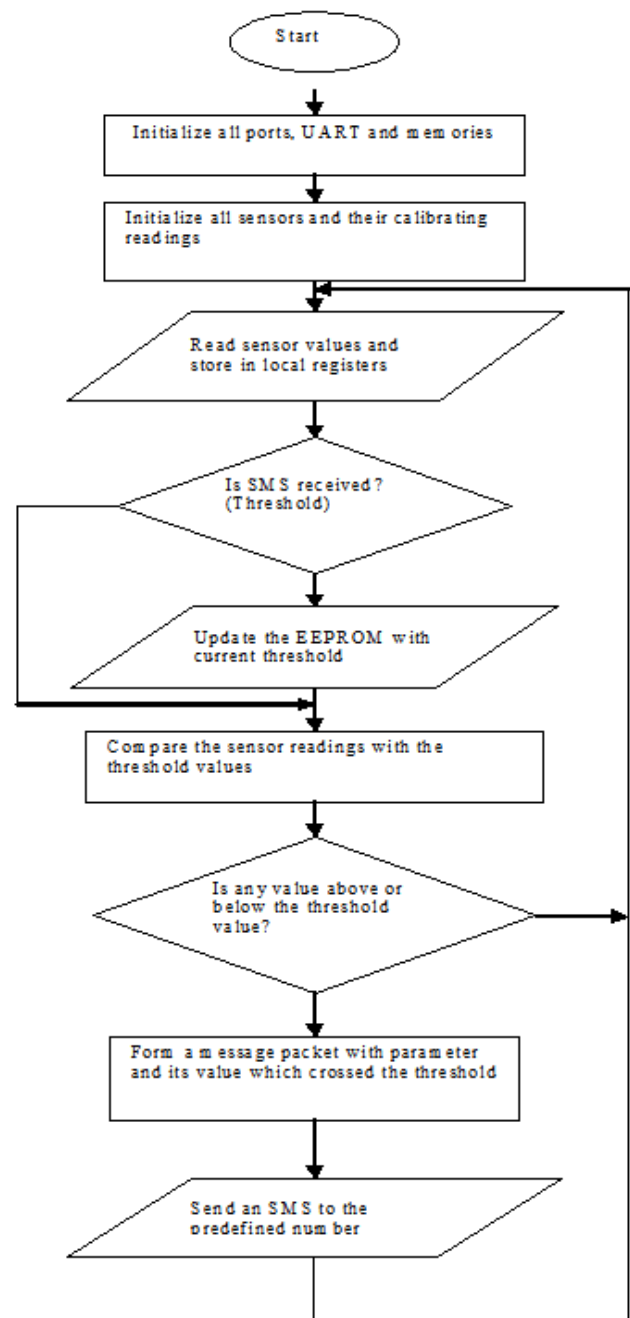 Start
Initialize all ports, UART and memories
Initialize all sensors and their calibrating
readings
Read sensor values and
store in local registers
Is SMS received?
(Threshold)
Update the EEPROM with
current threshold
Compare the sensor readings with the
threshold values
Is any value above or
below the threshold
value?
Form a message packet with parameter
and its value which crossed the threshold
Send an SMS to the
predefined number